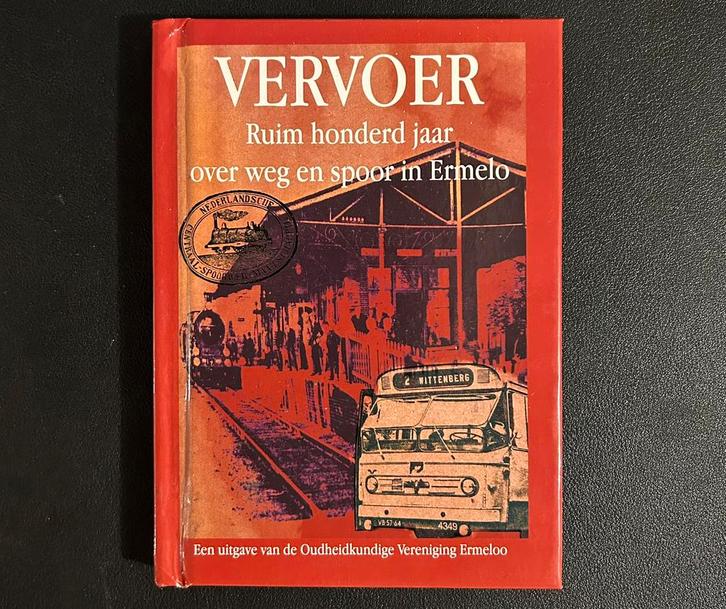 VERVOER
Ruim honderd jaar
over weg en spoor in Ermelo
NEDERLANDSCHE
CENTRAAL-SPOORWEG
2 WITTENBERG
VB 57 64
4349
Een uitgave van de Oudheidkundige Vereniging Ermeloo